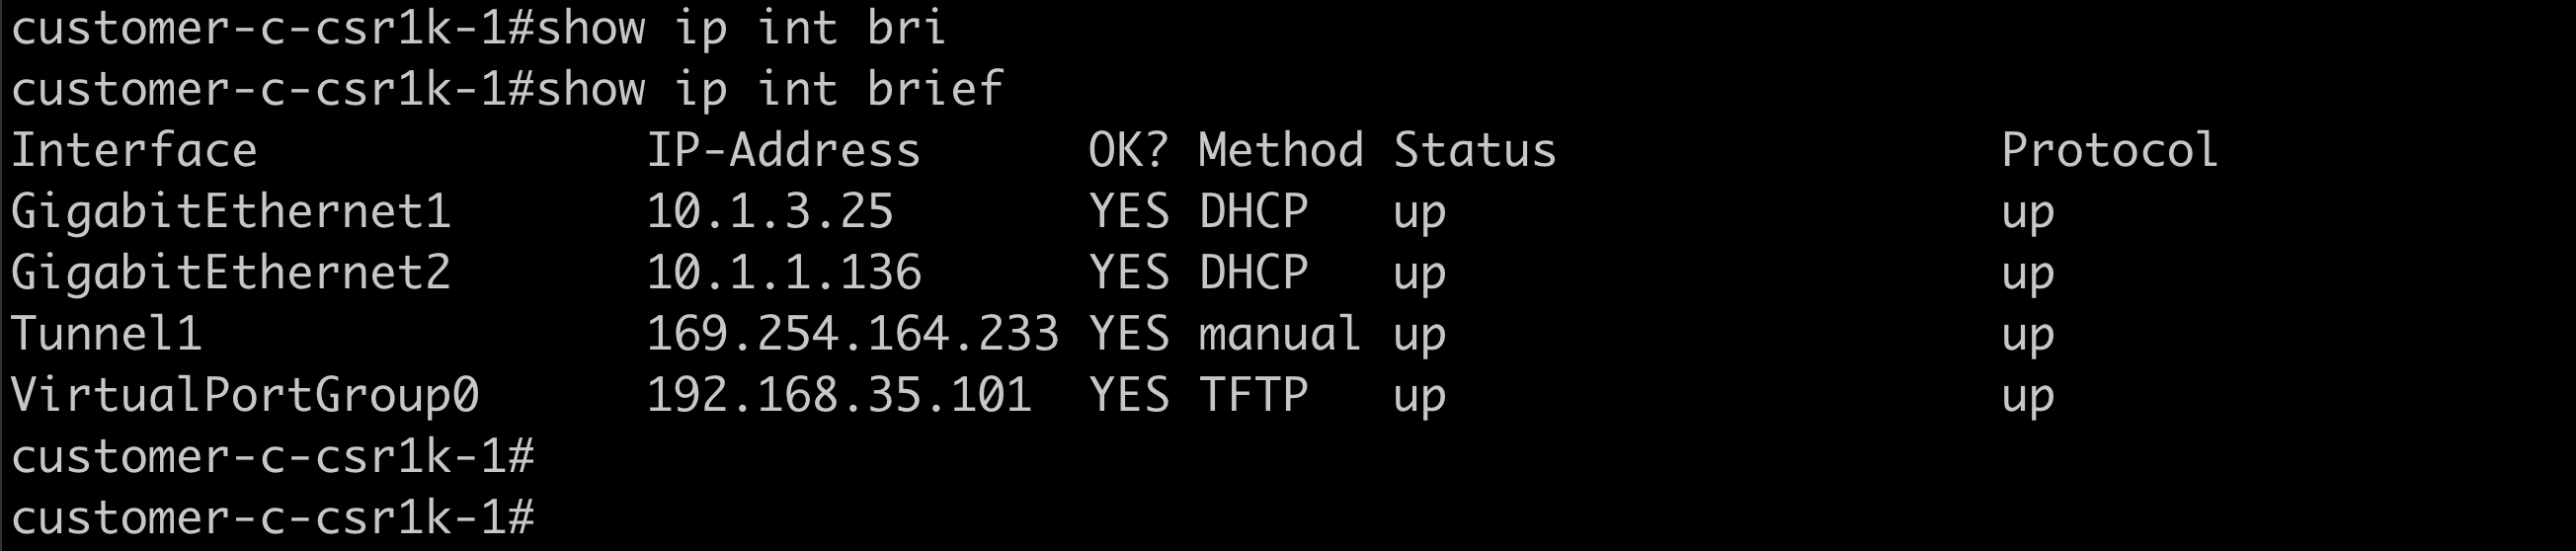 customer-c-csr1k-1#show ip int bri
customer-c-csr1k-1#show ip int brief
Interface              IP-Address      OK? Method Status                Protocol
GigabitEthernet1       10.1.3.25       YES DHCP   up                    up
GigabitEthernet2       10.1.1.136      YES DHCP   up                    up
Tunnel1                169.254.164.233 YES manual up                    up
VirtualPortGroup0      192.168.35.101  YES TFTP   up                    up
customer-c-csr1k-1#
customer-c-csr1k-1#